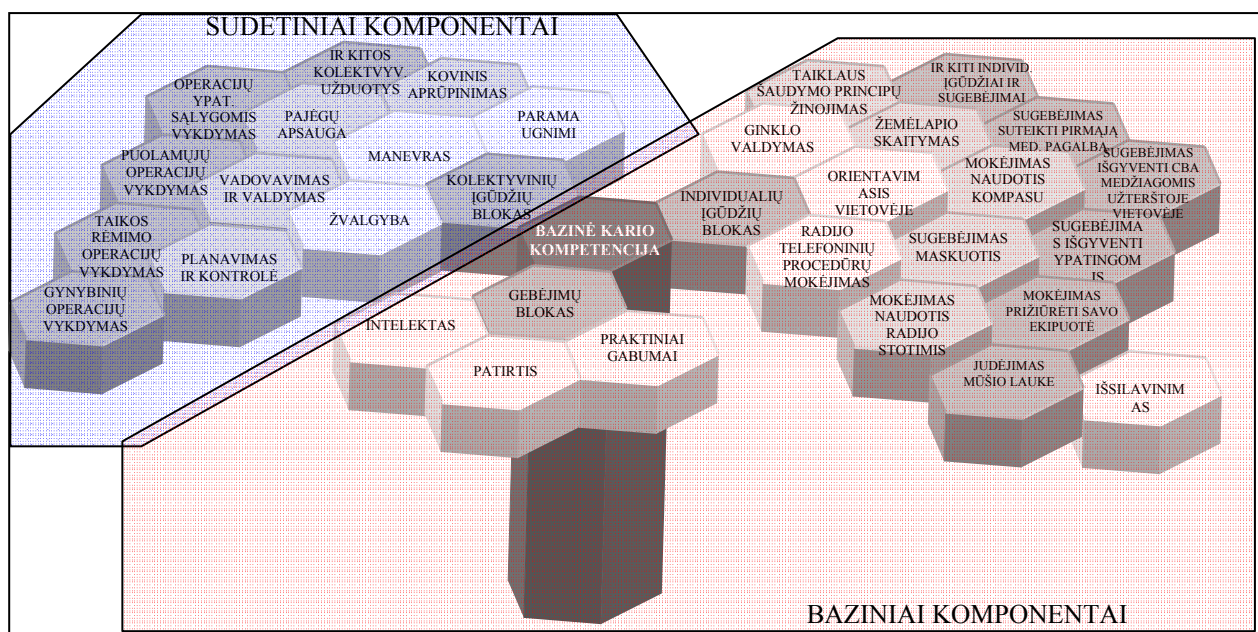 SUDĖTINIAI KOMPONENTAI
IR KITOS
KOLEKTYV.
UŽDUOTYS
OPERACIJŲ
YPAT.
SĄLYGOMIS
VYKDYMAS
KOVINIS
APRŪPINIMAS
PAJĖGŲ
APSAUGA
PARAMA
UGNIMI
PUOLAMŲJŲ
OPERACIJŲ
VYKDYMAS
VADOVAVIMAS
IR VALDYMAS
MANEVRAS
KOLEKTYVINIŲ
ĮGŪDŽIŲ
BLOKAS
TAIKOS
RĖMIMO
OPERACIJŲ
VYKDYMAS
PLANAVIMAS
IR KONTROLĖ
ŽVALGYBA
GYNYBINIŲ
OPERACIJŲ
VYKDYMAS
BAZINĖ KARIO
KOMPETENCIJA
GEBĖJIMŲ
BLOKAS
INTELEKTAS
PATIRTIS
PRAKTINIAI
GABUMAI
TAIKLAUS
ŠAUDYMO PRINCIPŲ
ŽINOJIMAS
IR KITI INDIVID.
ĮGŪDŽIAI IR
SUGEBĖJIMAI
GINKLO
VALDYMAS
ŽEMĖLAPIO
SKAITYMAS
SUGEBĖJIMAS
SUTEIKTI PIRMĄJĄ
MED. PAGALBĄ
INDIVIDUALIŲ
ĮGŪDŽIŲ
BLOKAS
ORIENTAVIM
ASIS
VIETOVĖJE
MOKĖJIMAS
NAUDOTIS
KOMPASU
SUGEBĖJIMAS
IŠGYVENTI CBA
MEDŽIAGOMIS
UŽTERŠTOJE
VIETOVĖJE
RADIJO
TELEFONINIŲ
PROCEDŪRŲ
MOKĖJIMAS
SUGEBĖJIMAS
MASKUOTIS
SUGEBĖJIMA
S IŠGYVENTI
YPATINGOM
IS
MOKĖJIMAS
NAUDOTIS
RADIJO
STOTIMIS
MOKĖJIMAS
PRIŽIŪRĖTI SAVO
EKIPUOTĖ
JUDĖJIMAS
MŪŠIO LAUKE
IŠSILAVINIM
AS
BAZINIAI KOMPONENTAI